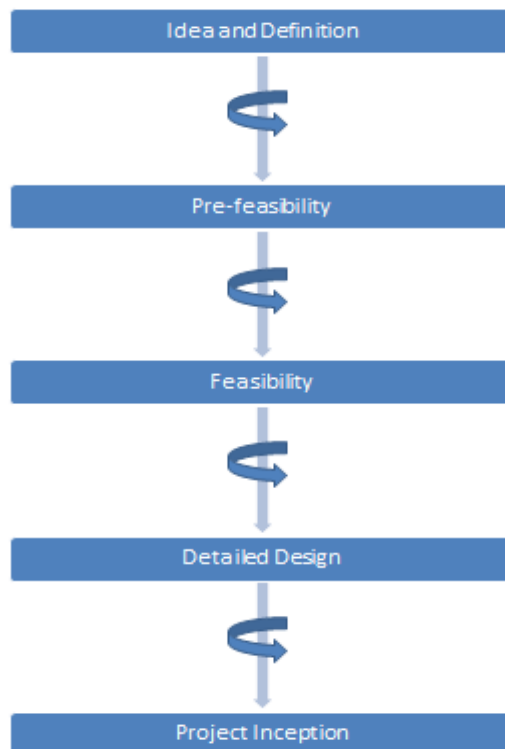 Idea and Definition
Pre-feasibility
Feasibility
Detailed Design
Project Inception